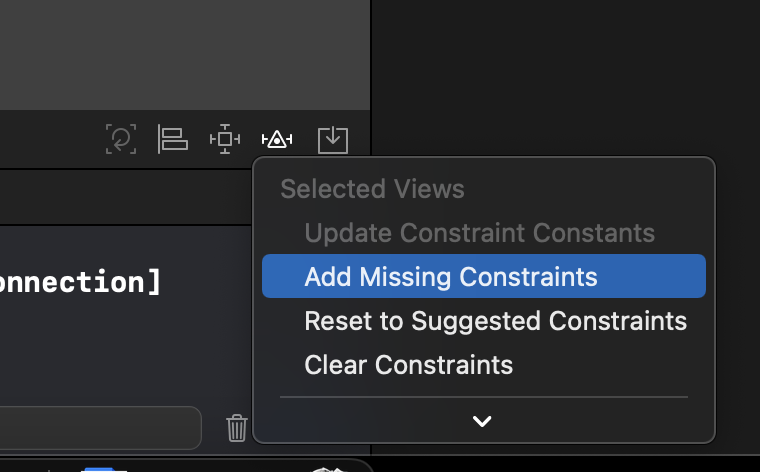 Selected Views
Update Constraint Constants
onnection]
Add Missing Constraints
Reset to Suggested Constraints
Clear Constraints